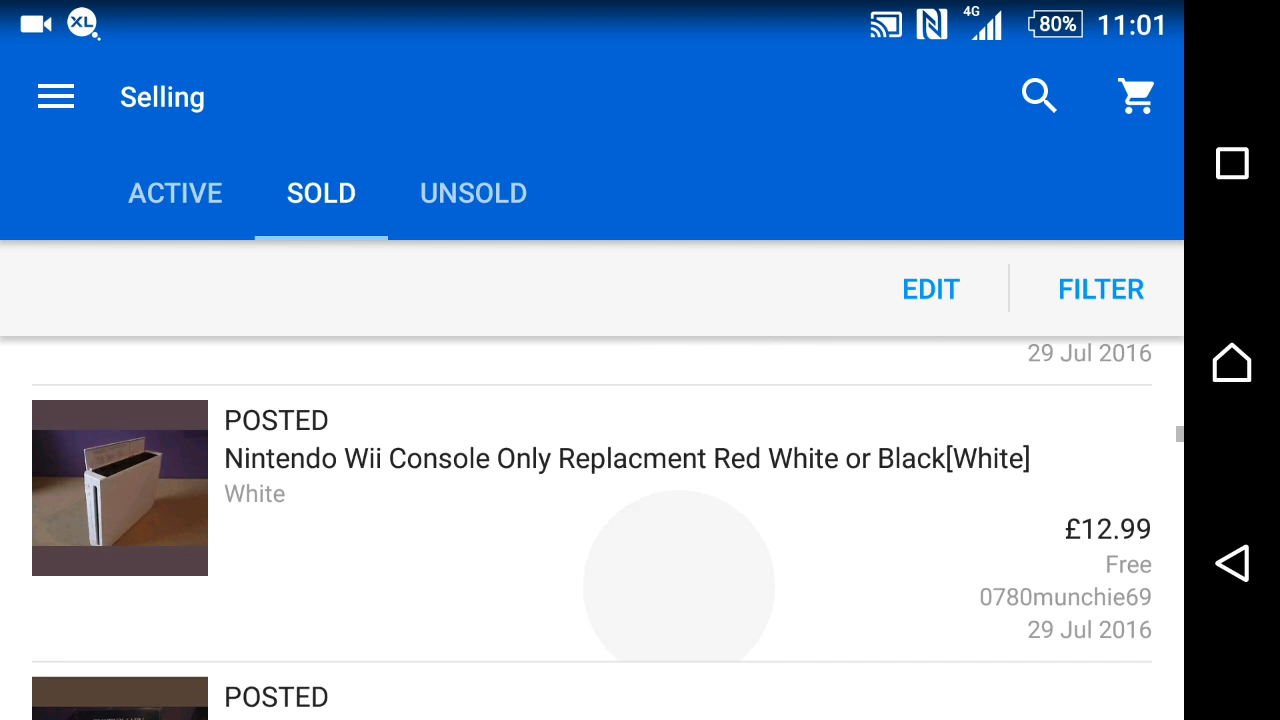 XL
4G
80%
11:01
Selling
ACTIVE
SOLD
UNSOLD
EDIT
FILTER
29 Jul 2016
POSTED
Nintendo Wii Console Only Replacment Red White or Black[White]
White
£12.99
Free
0780munchie69
29 Jul 2016
POSTED